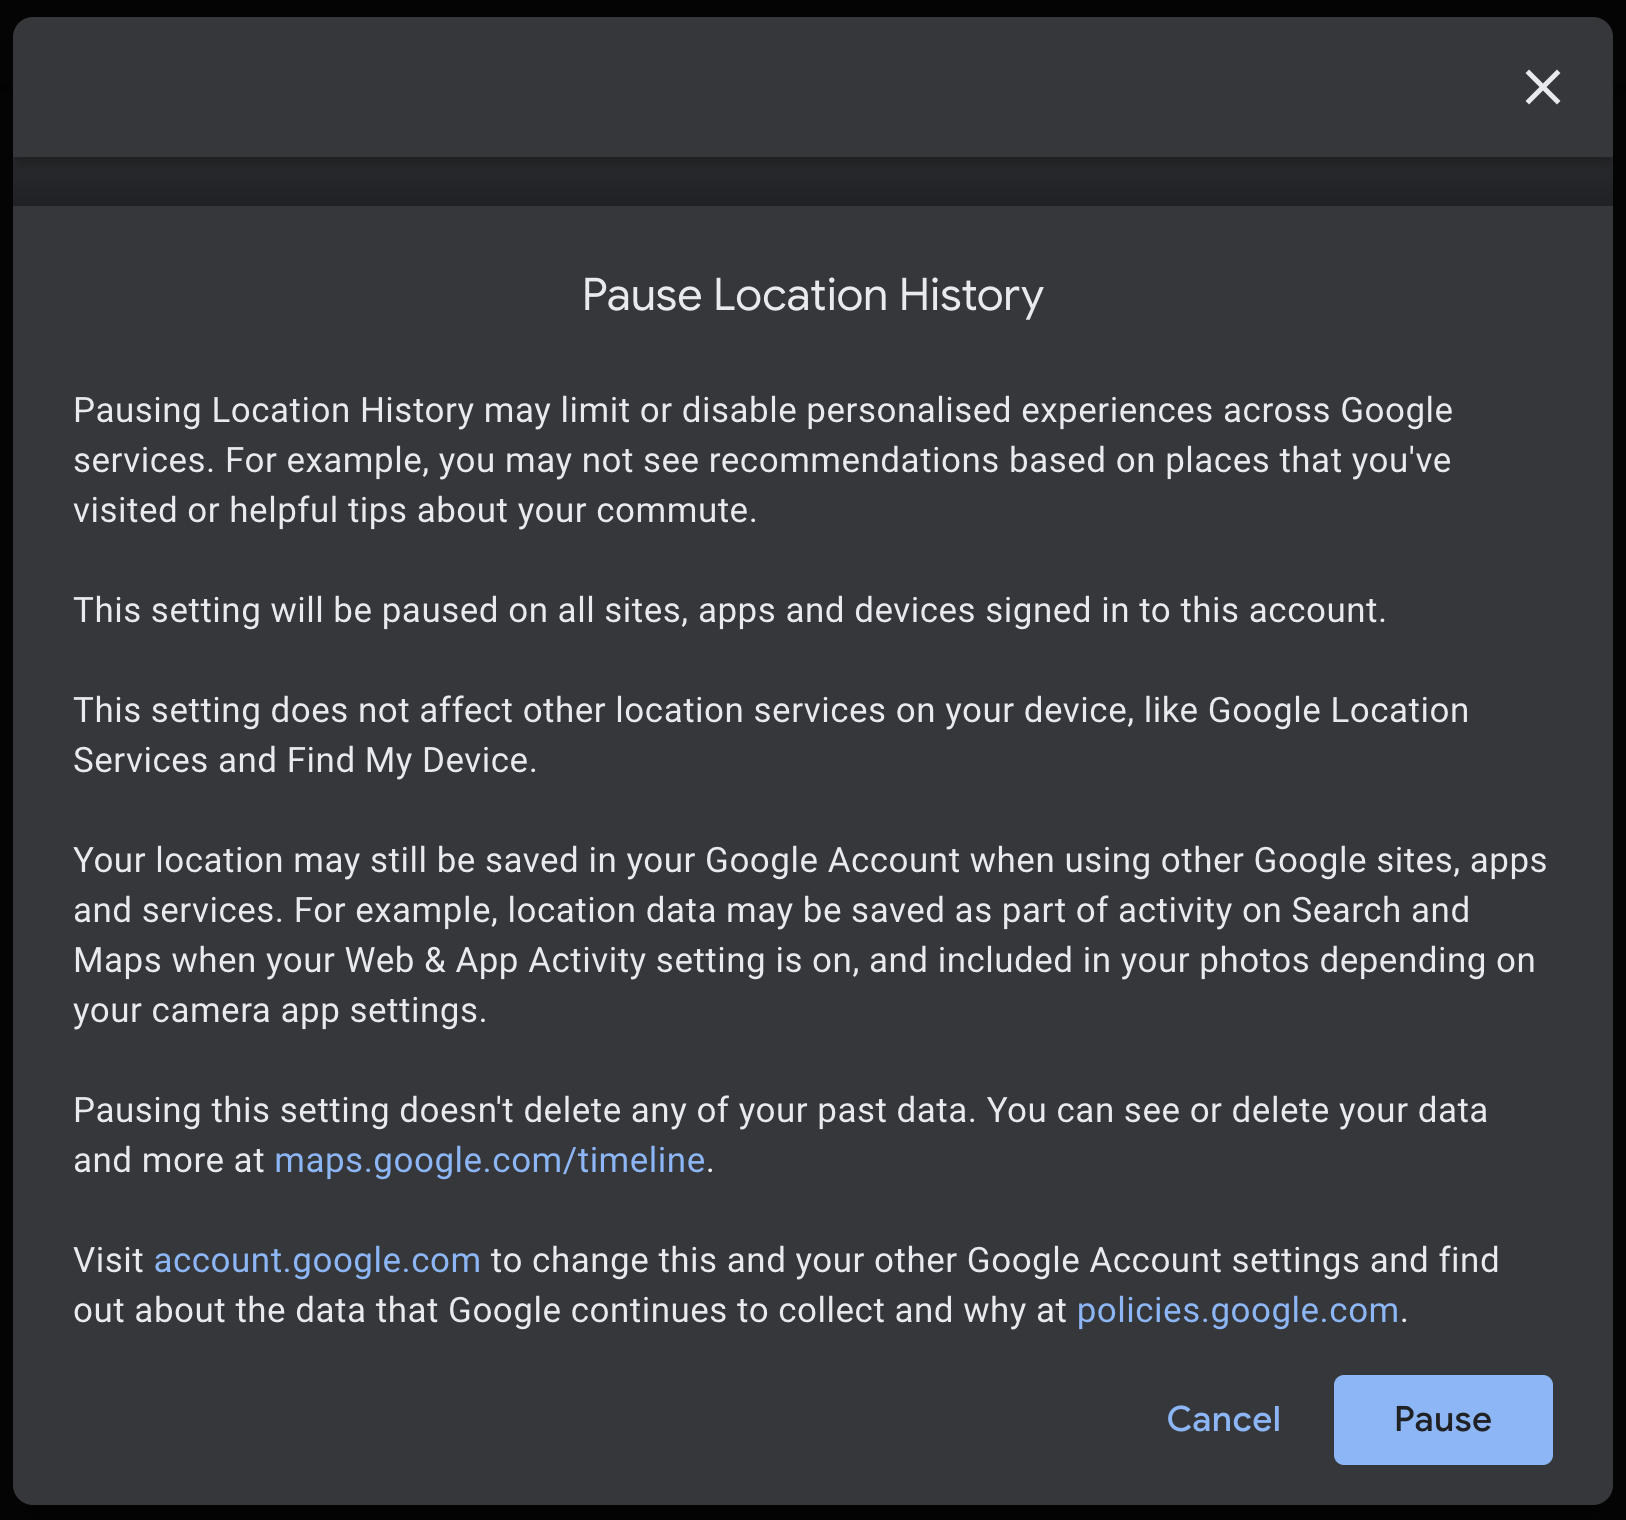 Pause Location History
Pausing Location History may limit or disable personalised experiences across Google
services. For example, you may not see recommendations based on places that you've
visited or helpful tips about your commute.
This setting will be paused on all sites, apps and devices signed in to this account.
This setting does not affect other location services on your device, like Google Location
Services and Find My Device.
Your location may still be saved in your Google Account when using other Google sites, apps
and services. For example, location data may be saved as part of activity on Search and
Maps when your Web & App Activity setting is on, and included in your photos depending on
your camera app settings.
Pausing this setting doesn't delete any of your past data. You can see or delete your data
and more at maps.google.com/timeline.
Visit account.google.com to change this and your other Google Account settings and find
out about the data that Google continues to collect and why at policies.google.com.
Cancel Pause